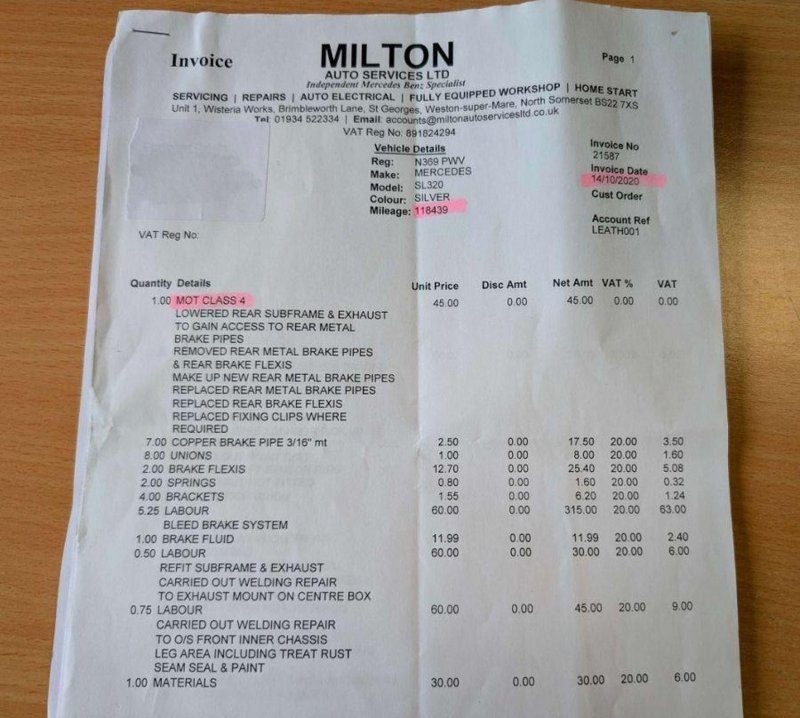 Invoice
MILTON
Page 1
AUTO SERVICES LTD
Independent Mercedes Benz Specialist
SERVICING | REPAIRS | AUTO ELECTRICAL | FULLY EQUIPPED WORKSHOP | HOME START
Unit 1, Wisteria Works, Brimbleworth Lane, St Georges, Weston-super-Mare, North Somerset BS22 7XS
Tel: 01934 522334 | Email: accounts@miltonautoservicesltd.co.uk
VAT Reg No: 891824294
Vehicle Details
Reg: N369 PWV
Make: MERCEDES
Model: SL320
Colour: SILVER
Mileage: 118439
Invoice No
21587
Invoice Date
14/10/2020
Cust Order
Account Ref
LEATH001
VAT Reg No:
Quantity Details Unit Price Disc Amt Net Amt VAT % VAT
1.00 MOT CLASS 4 45.00 0.00 45.00 0.00 0.00
LOWERED REAR SUBFRAME & EXHAUST
TO GAIN ACCESS TO REAR METAL
BRAKE PIPES
REMOVED REAR METAL BRAKE PIPES
& REAR BRAKE FLEXIS
MAKE UP NEW REAR METAL BRAKE PIPES
REPLACED REAR METAL BRAKE PIPES
REPLACED REAR BRAKE FLEXIS
REPLACED FIXING CLIPS WHERE
REQUIRED
7.00 COPPER BRAKE PIPE 3/16" mt 2.50 0.00 17.50 20.00 3.50
8.00 UNIONS 1.00 0.00 8.00 20.00 1.60
2.00 BRAKE FLEXIS 12.70 0.00 25.40 20.00 5.08
2.00 SPRINGS 0.80 0.00 1.60 20.00 0.32
4.00 BRACKETS 1.55 0.00 6.20 20.00 1.24
5.25 LABOUR 60.00 0.00 315.00 20.00 63.00
BLEED BRAKE SYSTEM
1.00 BRAKE FLUID 11.99 0.00 11.99 20.00 2.40
0.50 LABOUR 60.00 0.00 30.00 20.00 6.00
REFIT SUBFRAME & EXHAUST
CARRIED OUT WELDING REPAIR
TO EXHAUST MOUNT ON CENTRE BOX
0.75 LABOUR 60.00 0.00 45.00 20.00 9.00
CARRIED OUT WELDING REPAIR
TO O/S FRONT INNER CHASSIS
LEG AREA INCLUDING TREAT RUST
SEAM SEAL & PAINT
1.00 MATERIALS 30.00 0.00 30.00 20.00 6.00